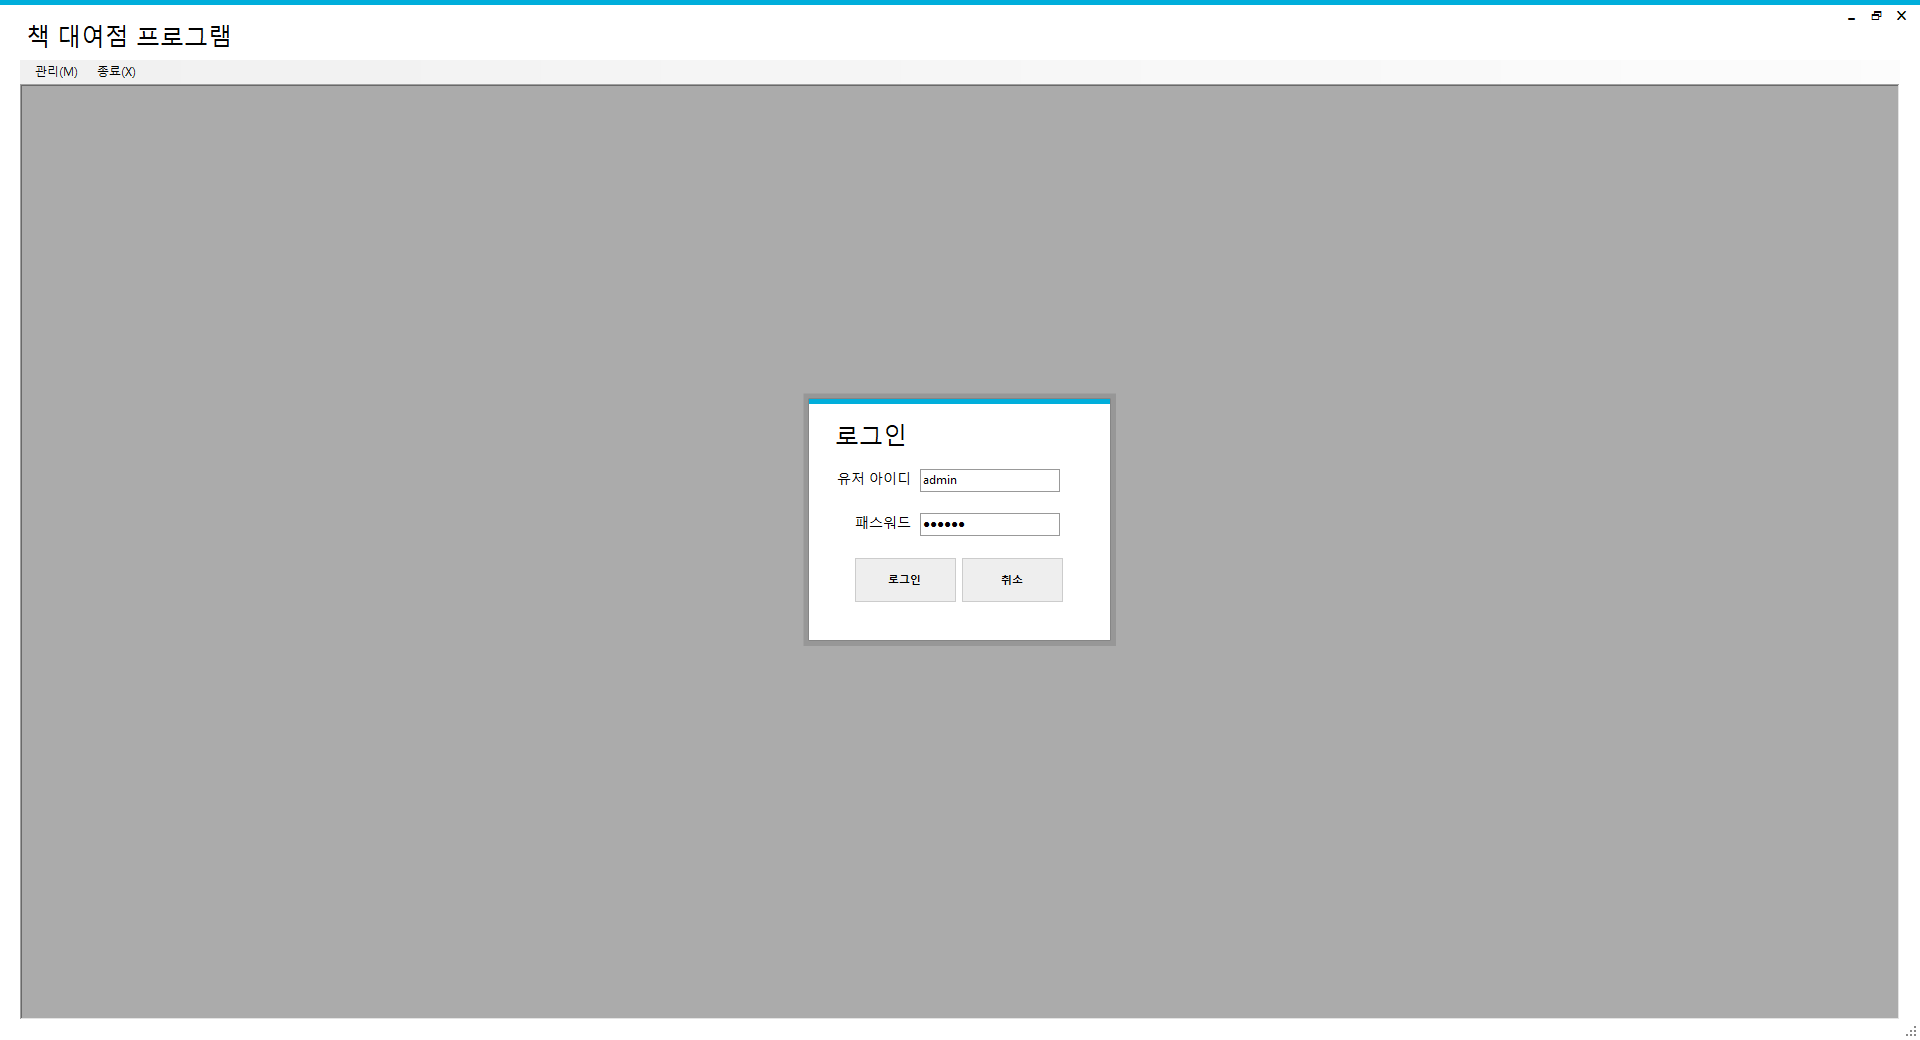 책 대여점 프로그램
관리(M) 종료(X)
로그인
유저 아이디 admin
패스워드 ●●●●●●
로그인 취소